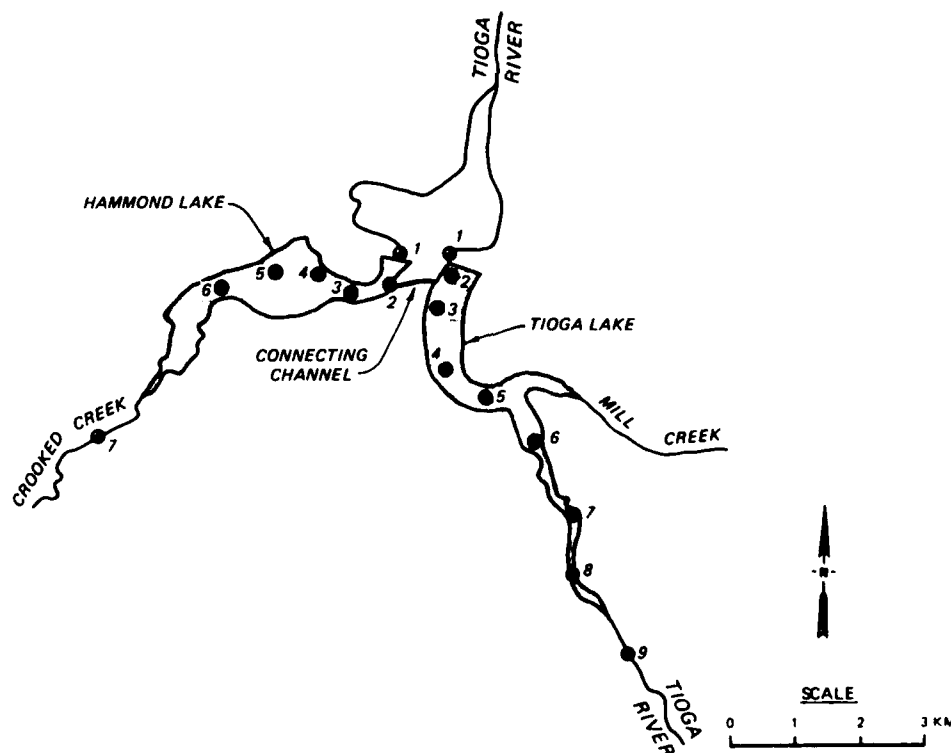 TIOGA
RIVER
HAMMOND LAKE
1
1
5
4
2
6
3
2
3
TIOGA LAKE
CONNECTING
CHANNEL
4
5
MILL
CREEK
CROOKED CREEK
7
6
7
8
-N-
9
TIOGA
RIVER
SCALE
0 1 2 3 KM